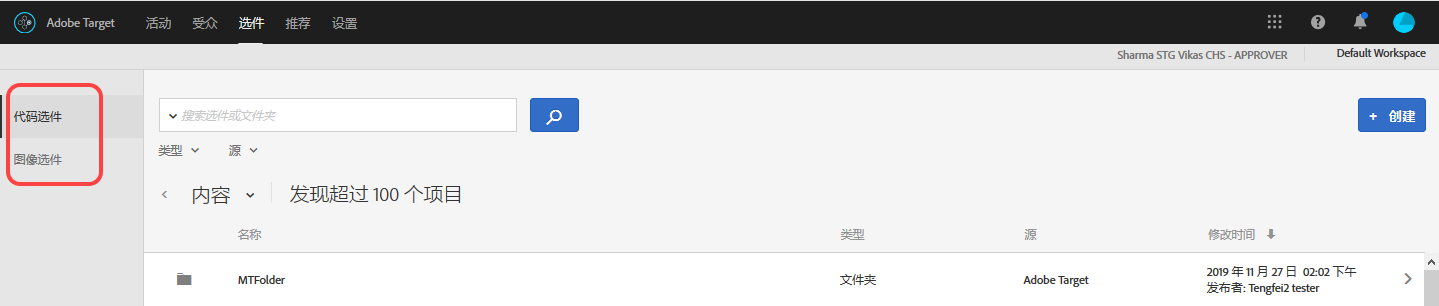 Adobe Target 活动 受众 选件 推荐 设置
Sharma STG Vikas CHS - APPROVER Default Workspace
代码选件
图像选件
搜索选件或文件夹
+ 创建
类型 源
内容 发现超过 100 个项目
名称 类型 源 修改时间
MTFolder 文件夹 Adobe Target 2019 年 11 月 27 日 02:02 下午
发布者: Tengfei2 tester